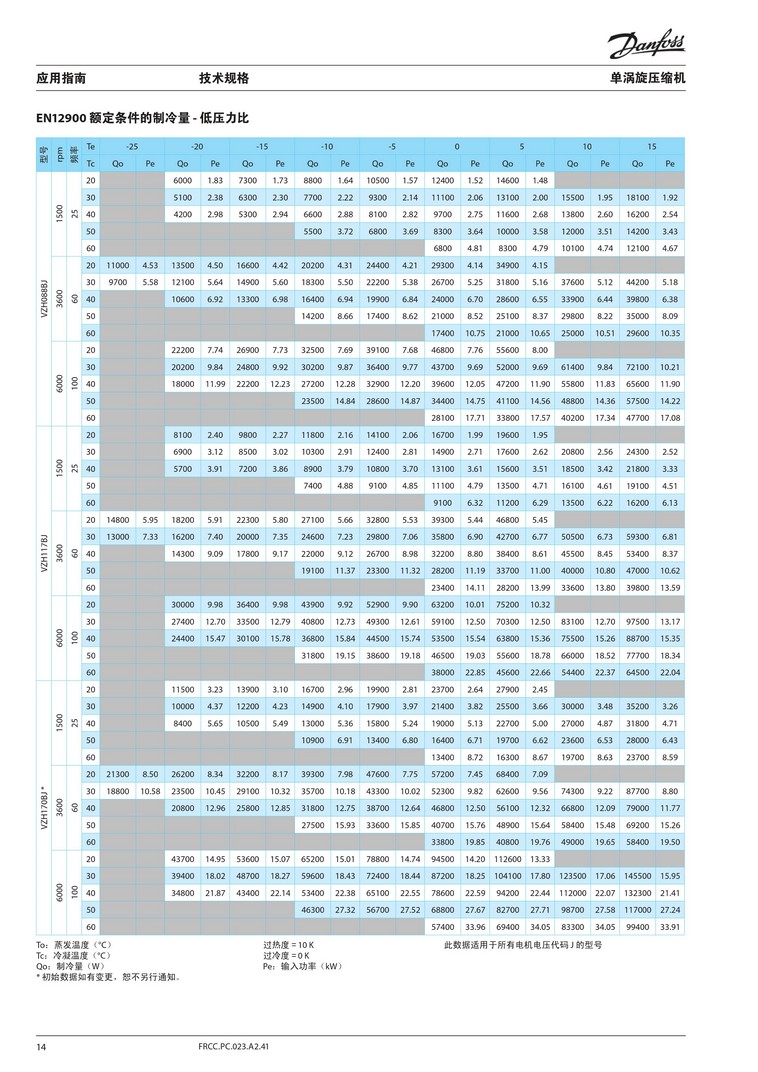 Danfoss
应用指南 技术规格 单涡旋压缩机
EN12900 额定条件的制冷量 - 低压力比
型号 rpm 频率 Te -25 -20 -15 -10 -5 0 5 10 15
Tc Qo Pe Qo Pe Qo Pe Qo Pe Qo Pe Qo Pe Qo Pe Qo Pe Qo Pe
VZH088BJ
1500 25
20 6000 1.83 7300 1.73 8800 1.64 10500 1.57 12400 1.52 14600 1.48
30 5100 2.38 6300 2.30 7700 2.22 9300 2.14 11100 2.06 13100 2.00 15500 1.95 18100 1.92
40 4200 2.98 5300 2.94 6600 2.88 8100 2.82 9700 2.75 11600 2.68 13800 2.60 16200 2.54
50 5500 3.72 6800 3.69 8300 3.64 10000 3.58 12000 3.51 14200 3.43
60 6800 4.81 8300 4.79 10100 4.74 12100 4.67
3600 60
20 11000 4.53 13500 4.50 16600 4.42 20200 4.31 24400 4.21 29300 4.14 34900 4.15
30 9700 5.58 12100 5.64 14900 5.60 18300 5.50 22200 5.38 26700 5.25 31800 5.16 37600 5.12 44200 5.18
40 10600 6.92 13300 6.98 16400 6.94 19900 6.84 24000 6.70 28600 6.55 33900 6.44 39800 6.38
50 14200 8.66 17400 8.62 21000 8.52 25100 8.37 29800 8.22 35000 8.09
60 17400 10.75 21000 10.65 25000 10.51 29600 10.35
6000 100
20 22200 7.74 26900 7.73 32500 7.69 39100 7.68 46800 7.76 55600 8.00
30 20200 9.84 24800 9.92 30200 9.87 36400 9.77 43700 9.69 52000 9.69 61400 9.84 72100 10.21
40 18000 11.99 22200 12.23 27200 12.28 32900 12.20 39600 12.05 47200 11.90 55800 11.83 65600 11.90
50 23500 14.84 28600 14.87 34400 14.75 41100 14.56 48800 14.36 57500 14.22
60 28100 17.71 33800 17.57 40200 17.34 47700 17.08
VZH117BJ
1500 25
20 8100 2.40 9800 2.27 11800 2.16 14100 2.06 16700 1.99 19600 1.95
30 6900 3.12 8500 3.02 10300 2.91 12400 2.81 14900 2.71 17600 2.62 20800 2.56 24300 2.52
40 5700 3.91 7200 3.86 8900 3.79 10800 3.70 13100 3.61 15600 3.51 18500 3.42 21800 3.33
50 7400 4.88 9100 4.85 11100 4.79 13500 4.71 16100 4.61 19100 4.51
60 9100 6.32 11200 6.29 13500 6.22 16200 6.13
3600 60
20 14800 5.95 18200 5.91 22300 5.80 27100 5.66 32800 5.53 39300 5.44 46800 5.45
30 13000 7.33 16200 7.40 20000 7.35 24600 7.23 29800 7.06 35800 6.90 42700 6.77 50500 6.73 59300 6.81
40 14300 9.09 17800 9.17 22000 9.12 26700 8.98 32200 8.80 38400 8.61 45500 8.45 53400 8.37
50 19100 11.37 23300 11.32 28200 11.19 33700 11.00 40000 10.80 47000 10.62
60 23400 14.11 28200 13.99 33600 13.80 39800 13.59
6000 100
20 30000 9.98 36400 9.98 43900 9.92 52900 9.90 63200 10.01 75200 10.32
30 27400 12.70 33500 12.79 40800 12.73 49300 12.61 59100 12.50 70300 12.50 83100 12.70 97500 13.17
40 24400 15.47 30100 15.78 36800 15.84 44500 15.74 53500 15.54 63800 15.36 75500 15.26 88700 15.35
50 31800 19.15 38600 19.18 46500 19.03 55600 18.78 66000 18.52 77700 18.34
60 38000 22.85 45600 22.66 54400 22.37 64500 22.04
VZH170BJ *
1500 25
20 11500 3.23 13900 3.10 16700 2.96 19900 2.81 23700 2.64 27900 2.45
30 10000 4.37 12200 4.23 14900 4.10 17900 3.97 21400 3.82 25500 3.66 30000 3.48 35200 3.26
40 8400 5.65 10500 5.49 13000 5.36 15800 5.24 19000 5.13 22700 5.00 27000 4.87 31800 4.71
50 10900 6.91 13400 6.80 16400 6.71 19700 6.62 23600 6.53 28000 6.43
60 13400 8.72 16300 8.67 19700 8.63 23700 8.59
3600 60
20 21300 8.50 26200 8.34 32200 8.17 39300 7.98 47600 7.75 57200 7.45 68400 7.09
30 18800 10.58 23500 10.45 29100 10.32 35700 10.18 43300 10.02 52300 9.82 62600 9.56 74300 9.22 87700 8.80
40 20800 12.96 25800 12.85 31800 12.75 38700 12.64 46800 12.50 56100 12.32 66800 12.09 79000 11.77
50 27500 15.93 33600 15.85 40700 15.76 48900 15.64 58400 15.48 69200 15.26
60 33800 19.85 40800 19.76 49000 19.65 58400 19.50
6000 100
20 43700 14.95 53600 15.07 65200 15.01 78800 14.74 94500 14.20 112600 13.33
30 39400 18.02 48700 18.27 59600 18.43 72400 18.44 87200 18.25 104100 17.80 123500 17.06 145500 15.95
40 34800 21.87 43400 22.14 53400 22.38 65100 22.55 78600 22.59 94200 22.44 112000 22.07 132300 21.41
50 46300 27.32 56700 27.52 68800 27.67 82700 27.71 98700 27.58 117000 27.24
60 57400 33.96 69400 34.05 83300 34.05 99400 33.91
To：蒸发温度（°C） 过热度 = 10 K 此数据适用于所有电机电压代码 J 的型号
Tc：冷凝温度（°C） 过冷度 = 0 K
Qo：制冷量（W） Pe：输入功率（kW）
* 初始数据如有变更，恕不另行通知。
14 FRCC.PC.023.A2.41